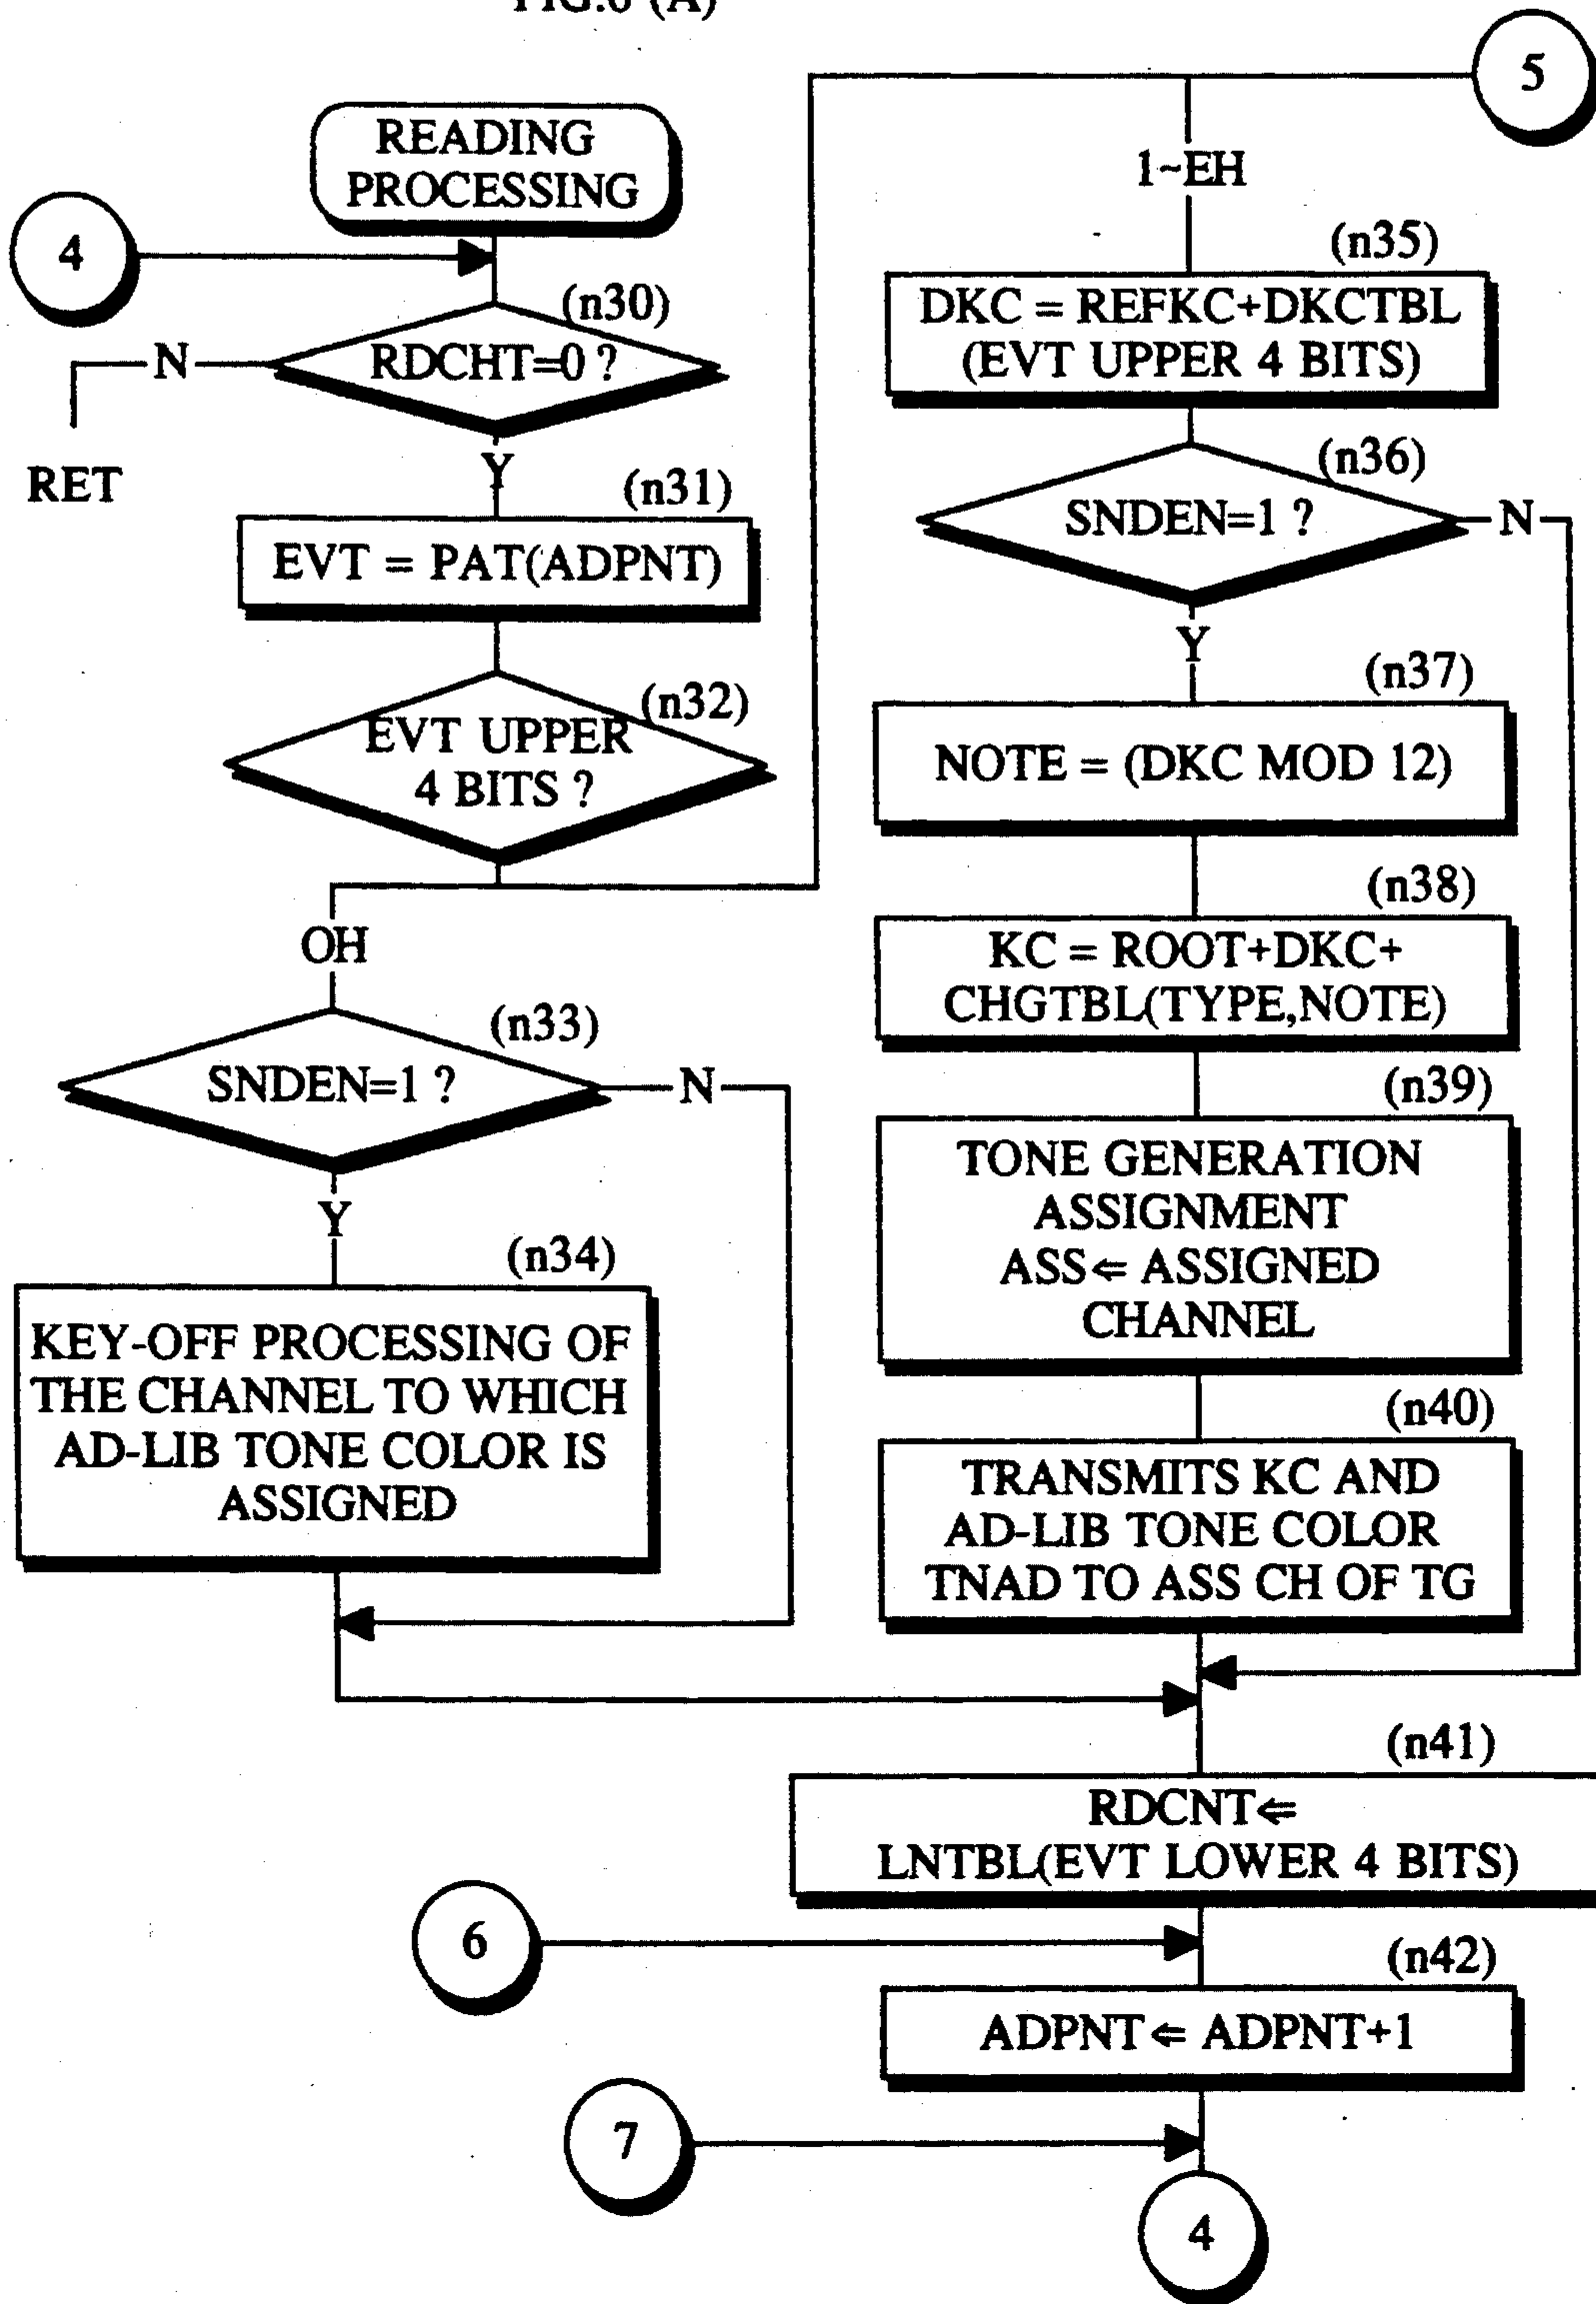 FIG.6 (A)
READING
PROCESSING
4
(n30)
RDCHT=0 ?
N
RET
Y
(n31)
EVT = PAT(ADPNT)
(n32)
EVT UPPER
4 BITS ?
OH
(n33)
SNDEN=1 ?
N
Y
(n34)
KEY-OFF PROCESSING OF
THE CHANNEL TO WHICH
AD-LIB TONE COLOR IS
ASSIGNED
5
1~EH
(n35)
DKC = REFKC+DKCTBL
(EVT UPPER 4 BITS)
(n36)
SNDEN=1 ?
N
Y
(n37)
NOTE = (DKC MOD 12)
(n38)
KC = ROOT+DKC+
CHGTBL(TYPE,NOTE)
(n39)
TONE GENERATION
ASSIGNMENT
ASS⇐ ASSIGNED
CHANNEL
(n40)
TRANSMITS KC AND
AD-LIB TONE COLOR
TNAD TO ASS CH OF TG
(n41)
RDCNT⇐
LNTBL(EVT LOWER 4 BITS)
6
(n42)
ADPNT⇐ ADPNT+1
7
4